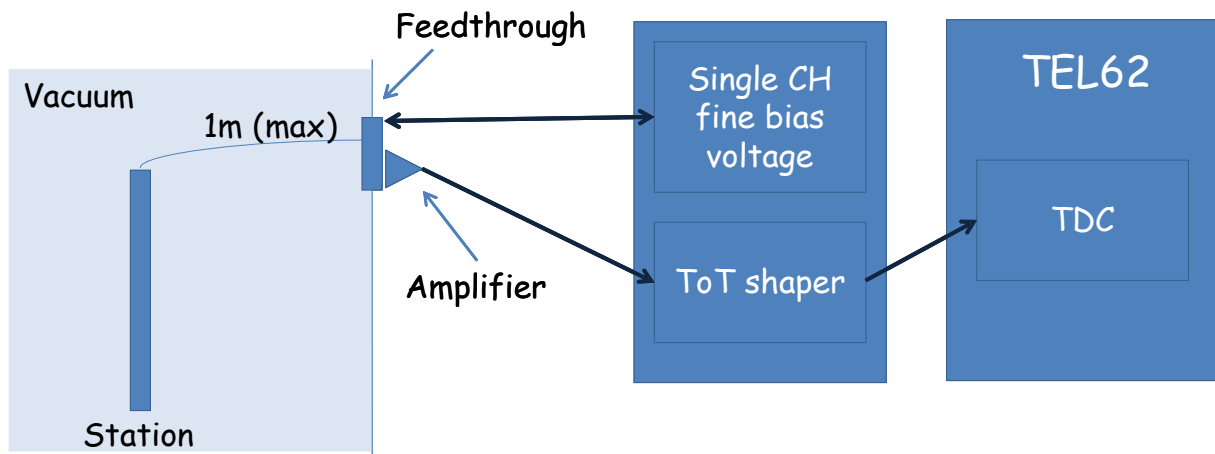 Feedthrough
Vacuum
1m (max)
Station
Amplifier
Single CH
fine bias
voltage
ToT shaper
TEL62
TDC